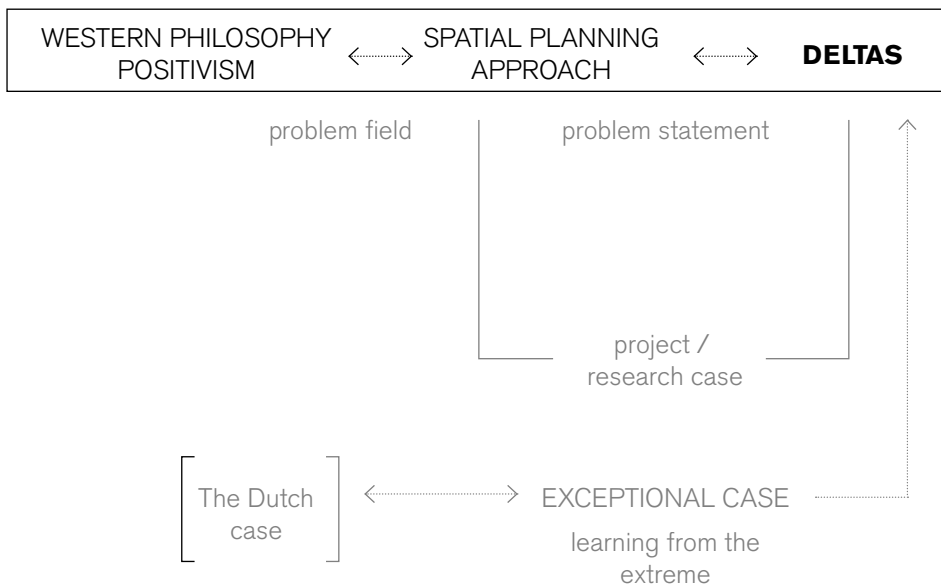 WESTERN PHILOSOPHY
POSITIVISM
SPATIAL PLANNING
APPROACH
DELTAS
problem field
problem statement
project /
research case
The Dutch
case
EXCEPTIONAL CASE
learning from the
extreme